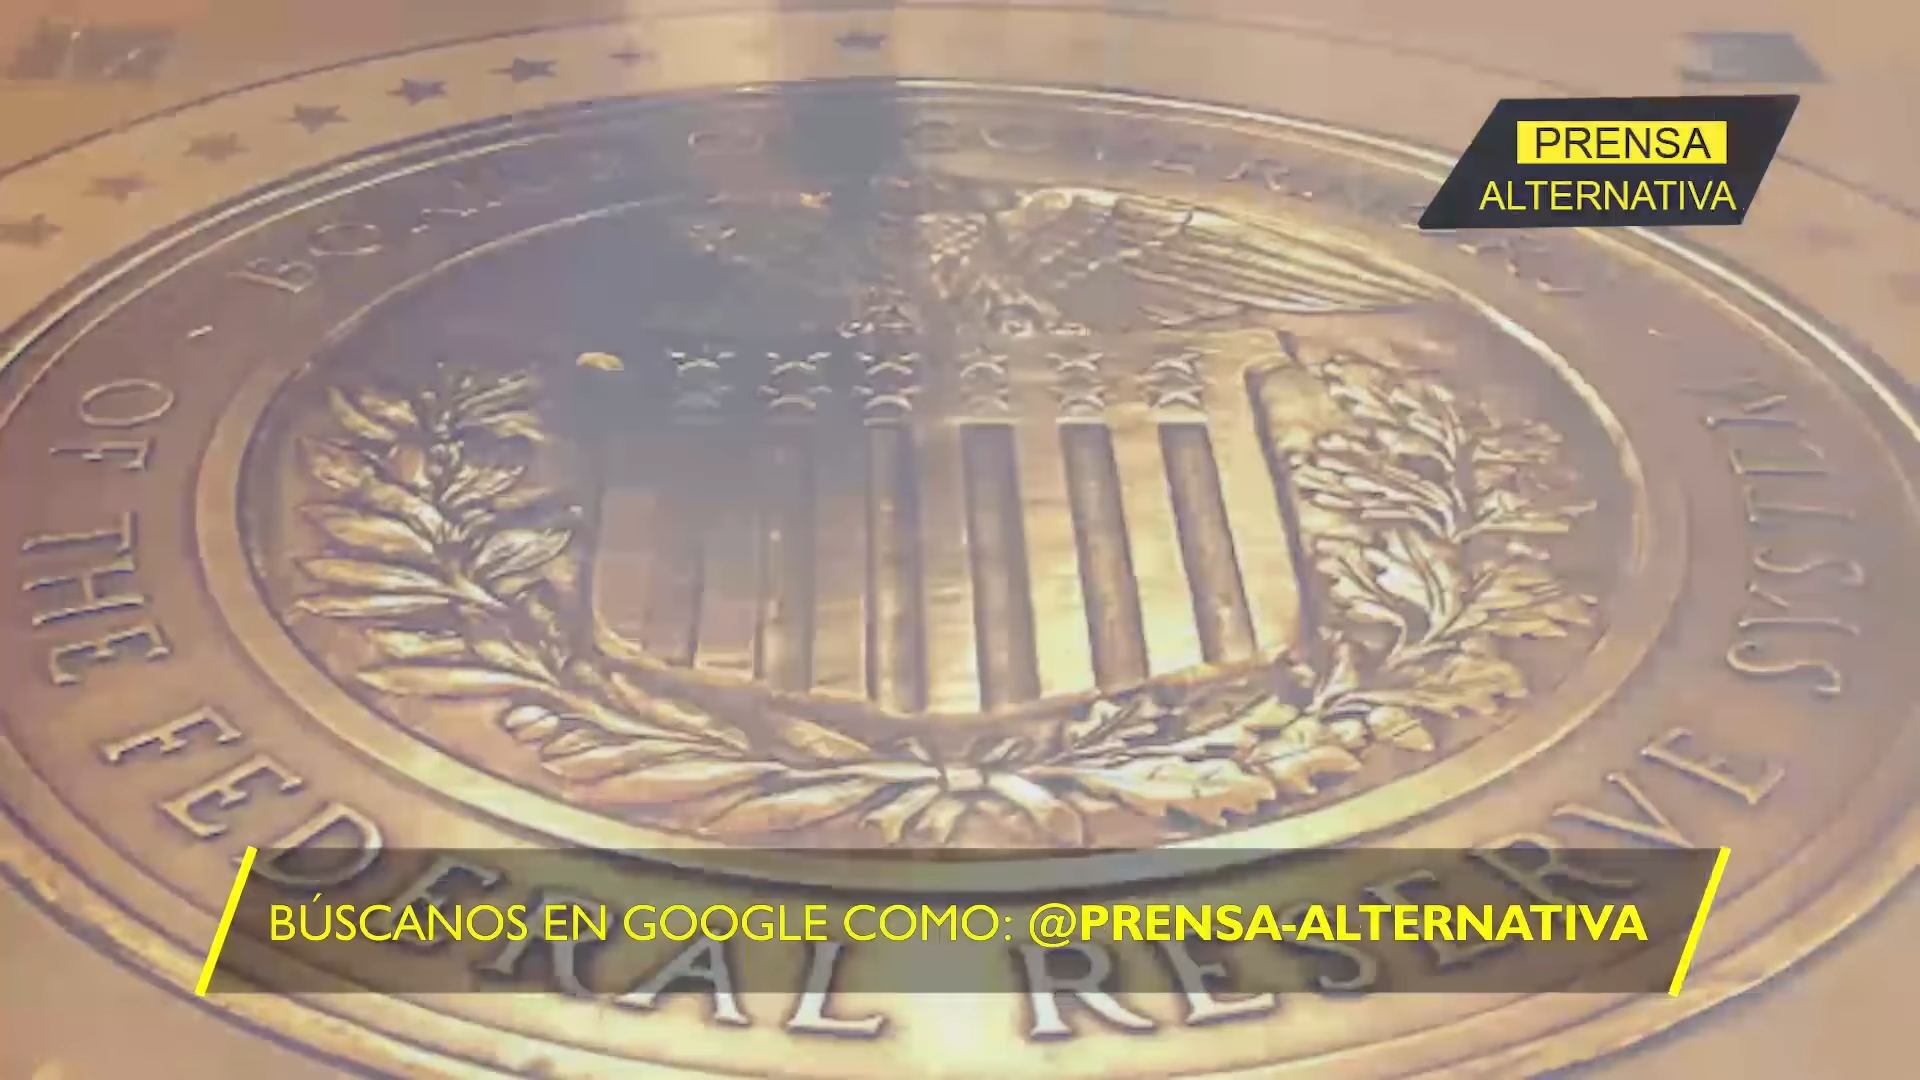 PRENSA
ALTERNATIVA
OF THE FEDERAL RESERVE SYSTEM
BÚSCANOS EN GOOGLE COMO: @PRENSA-ALTERNATIVA